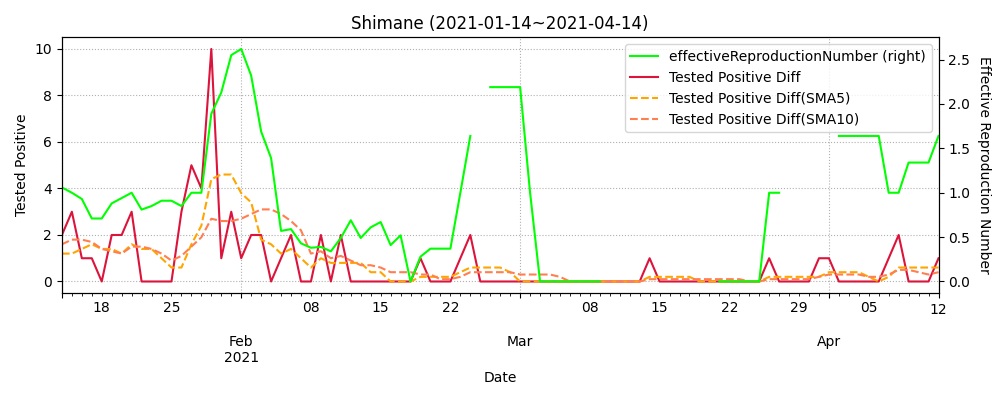 Shimane (2021-01-14~2021-04-14)
effectiveReproductionNumber (right)
Tested Positive Diff
Tested Positive Diff(SMA5)
Tested Positive Diff(SMA10)
Tested Positive
10
8
6
4
2
0
2.5
2.0
1.5
1.0
0.5
0.0
Effective Reproduction Number
18 25 08 15 22 08 15 22 29 05 12
Feb Mar Apr
2021
Date